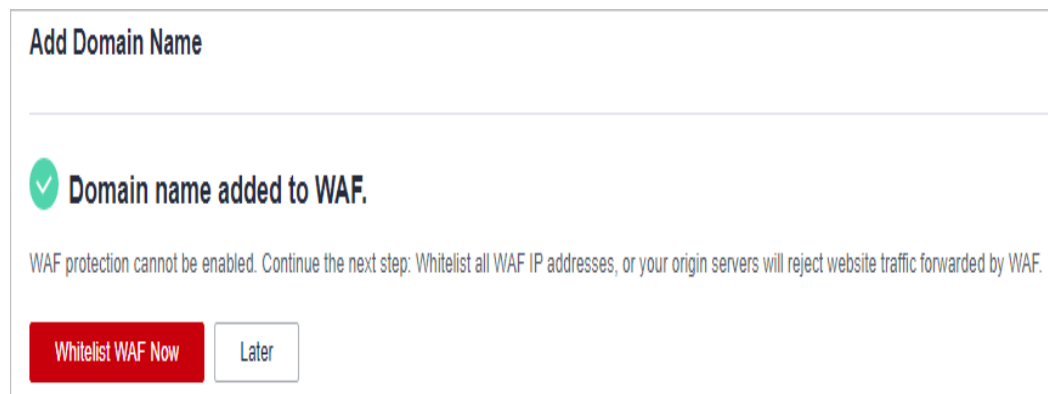 Add Domain Name
Domain name added to WAF.
WAF protection cannot be enabled. Continue the next step: Whitelist all WAF IP addresses, or your origin servers will reject website traffic forwarded by WAF.
Whitelist WAF Now Later